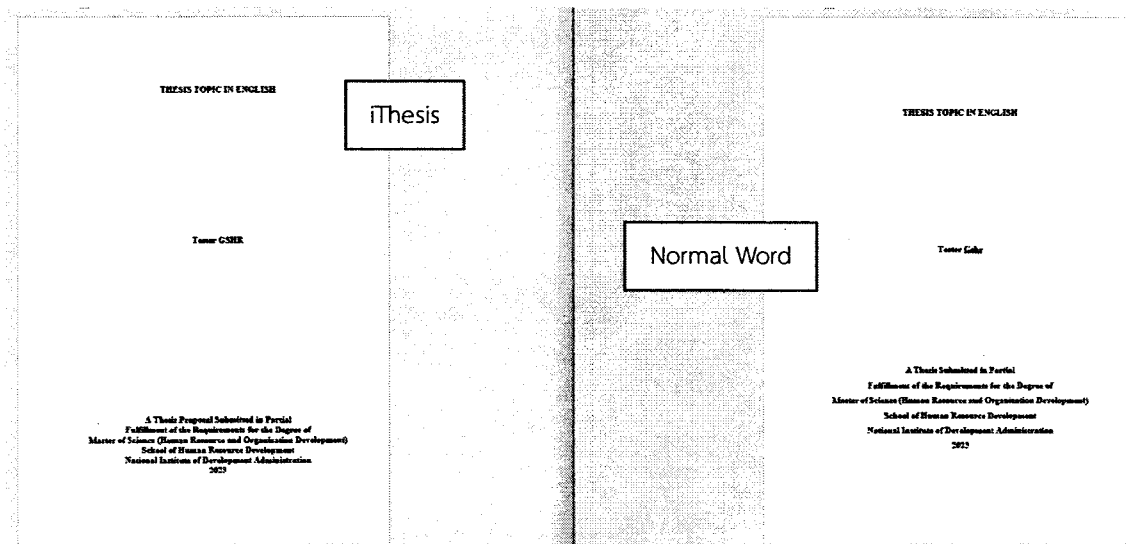 THESIS TOPIC IN ENGLISH
iThesis
GSHR
A Thesis Proposal Submitted in Partial
Fulfillment of the Requirements for the Degree of
Master of Science (Human Resource and Organization Development)
School of Human Resource Development
National Institute of Development Administration
2023
THESIS TOPIC IN ENGLISH
Normal Word
Tester Gshr
A Thesis Submitted in Partial
Fulfillment of the Requirements for the Degree of
Master of Science (Human Resource and Organization Development)
School of Human Resource Development
National Institute of Development Administration
2023